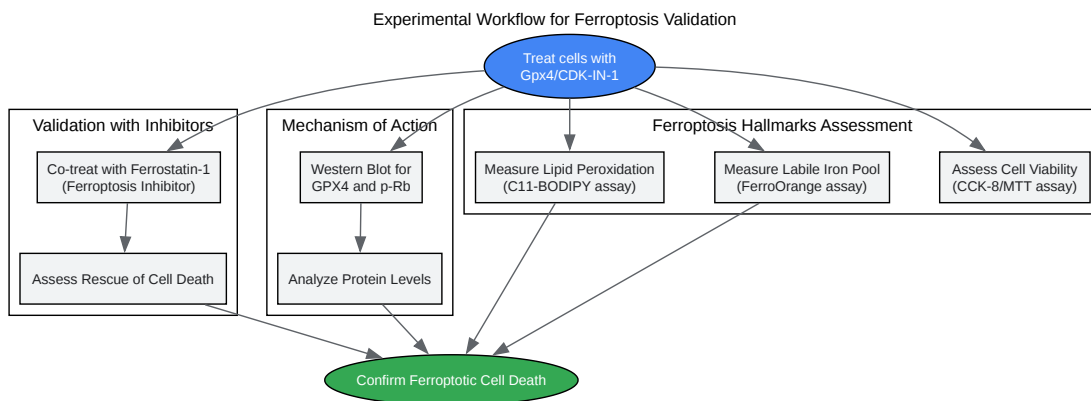 Experimental Workflow for Ferroptosis Validation
Treat cells with
Gpx4/CDK-IN-1
Validation with Inhibitors
Co-treat with Ferrostatin-1
(Ferroptosis Inhibitor)
Assess Rescue of Cell Death
Mechanism of Action
Western Blot for
GPX4 and p-Rb
Analyze Protein Levels
Ferroptosis Hallmarks Assessment
Measure Lipid Peroxidation
(C11-BODIPY assay)
Measure Labile Iron Pool
(FerroOrange assay)
Assess Cell Viability
(CCK-8/MTT assay)
Confirm Ferroptotic Cell Death